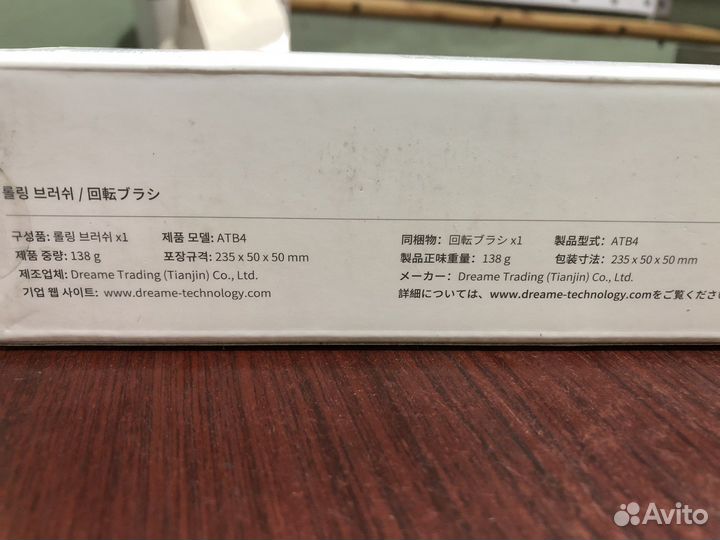 롤링 브러쉬 / 回転ブラシ
구성품: 롤링 브러쉬 x1 제품 모델: ATB4
제품 중량: 138 g 포장규격: 235 x 50 x 50 mm
제조업체: Dreame Trading (Tianjin) Co., Ltd.
기업 웹 사이트: www.dreame-technology.com
同梱物：回転ブラシ x1 製品型式：ATB4
製品正味重量：138 g 包装寸法：235 x 50 x 50 mm
メーカー：Dreame Trading (Tianjin) Co., Ltd.
詳細については、www.dreame-technology.comをご覧ください
Avito